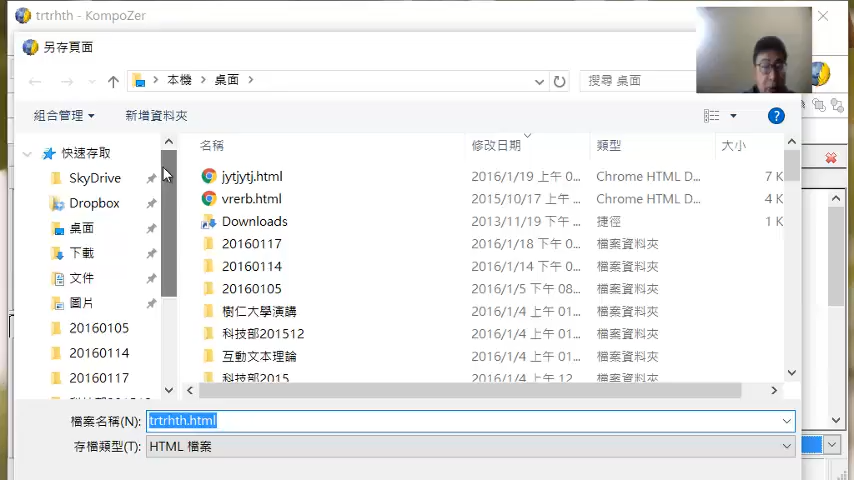 trtrhth - KompoZer
另存頁面
本機 桌面
搜尋 桌面
組合管理 新增資料夾
名稱 修改日期 類型 大小
快速存取
SkyDrive
Dropbox
桌面
下載
文件
圖片
20160105
20160114
20160117
jytjytj.html 2016/1/19 上午 0... Chrome HTML D... 7 K
vrerb.html 2015/10/17 上午... Chrome HTML D... 4 K
Downloads 2013/11/19 下午... 捷徑 1 K
20160117 2016/1/18 下午 0... 檔案資料夾
20160114 2016/1/14 下午 0... 檔案資料夾
20160105 2016/1/5 下午 08... 檔案資料夾
樹仁大學演講 2016/1/4 上午 01... 檔案資料夾
科技部201512 2016/1/4 上午 01... 檔案資料夾
互動文本理論 2016/1/4 上午 01... 檔案資料夾
科技部2015 2016/1/4 上午 12... 檔案資料夾
檔案名稱(N): trtrhth.html
存檔類型(T): HTML 檔案